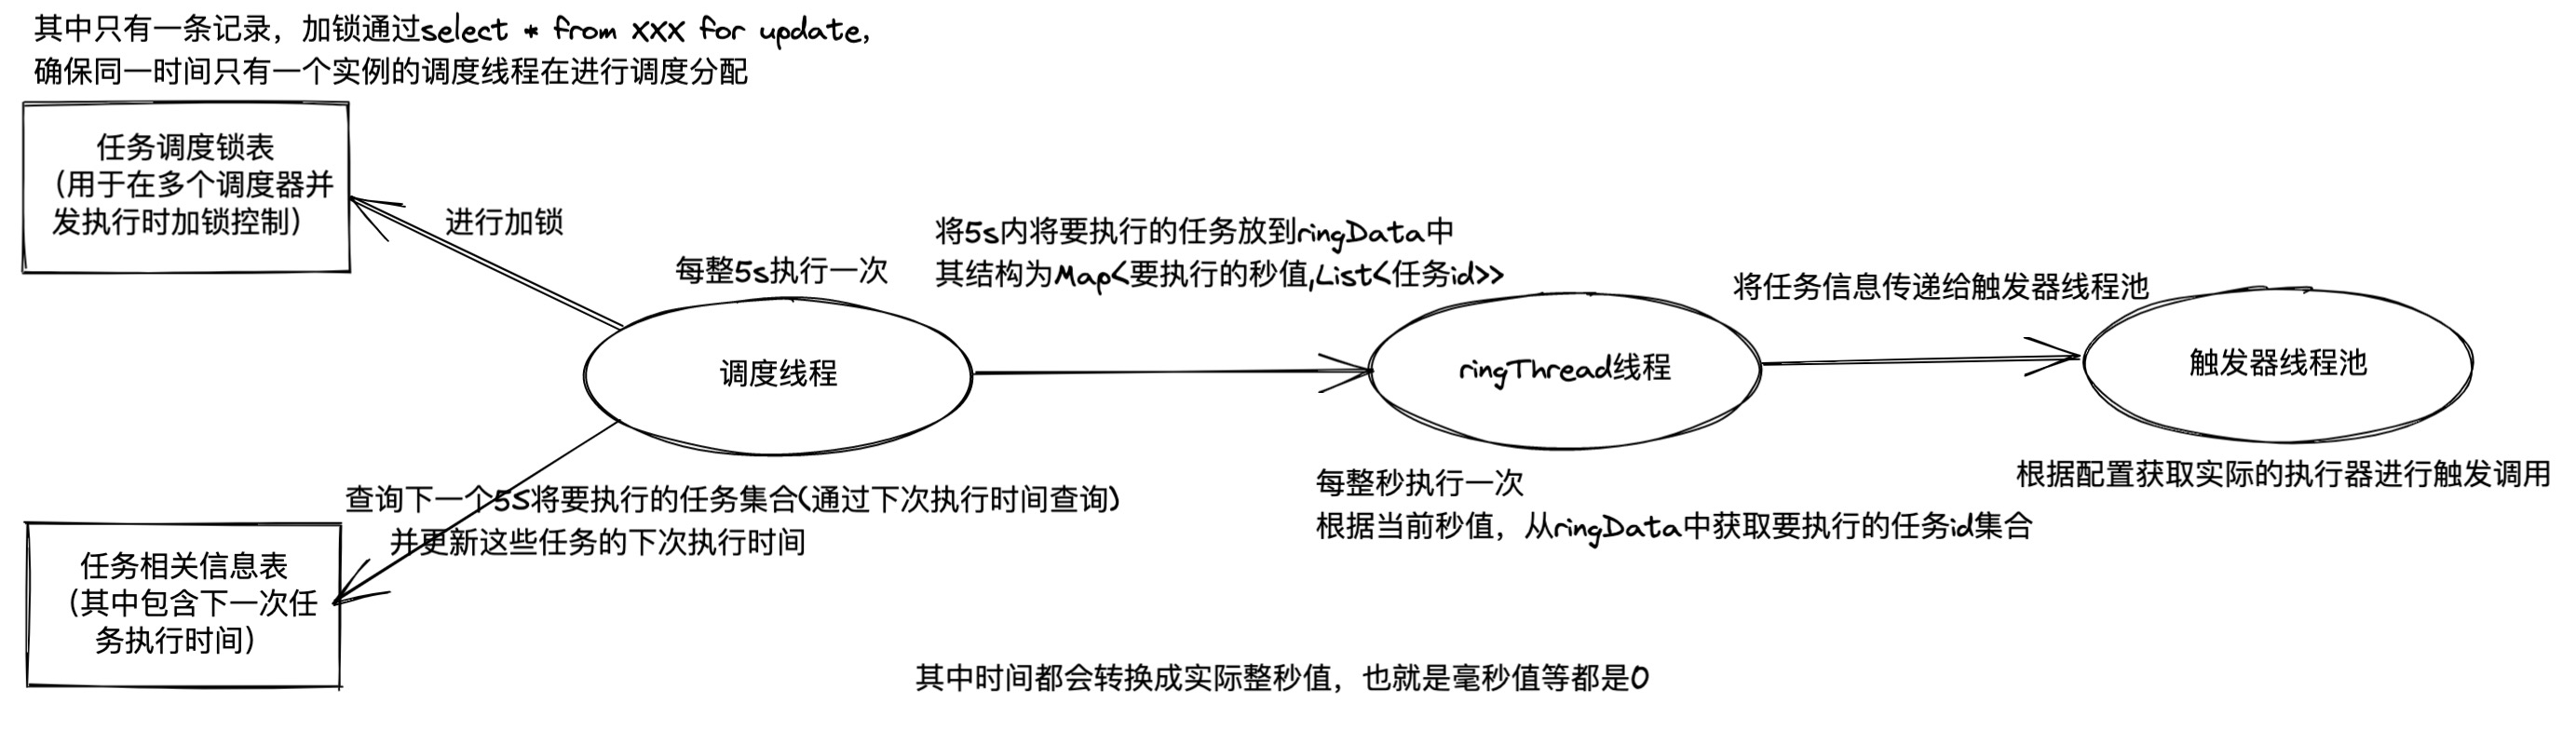 其中只有一条记录，加锁通过select * from xxx for update,
确保同一时间只有一个实例的调度线程在进行调度分配
任务调度锁表
（用于在多个调度器并
发执行时加锁控制）
进行加锁
每整5s执行一次
将5s内将要执行的任务放到ringData中
其结构为Map<要执行的秒值,List<任务id>>
将任务信息传递给触发器线程池
调度线程
ringThread线程
触发器线程池
查询下一个5S将要执行的任务集合(通过下次执行时间查询)
并更新这些任务的下次执行时间
每整秒执行一次
根据当前秒值，从ringData中获取要执行的任务id集合
根据配置获取实际的执行器进行触发调用
任务相关信息表
（其中包含下一次任
务执行时间）
其中时间都会转换成实际整秒值，也就是毫秒值等都是0